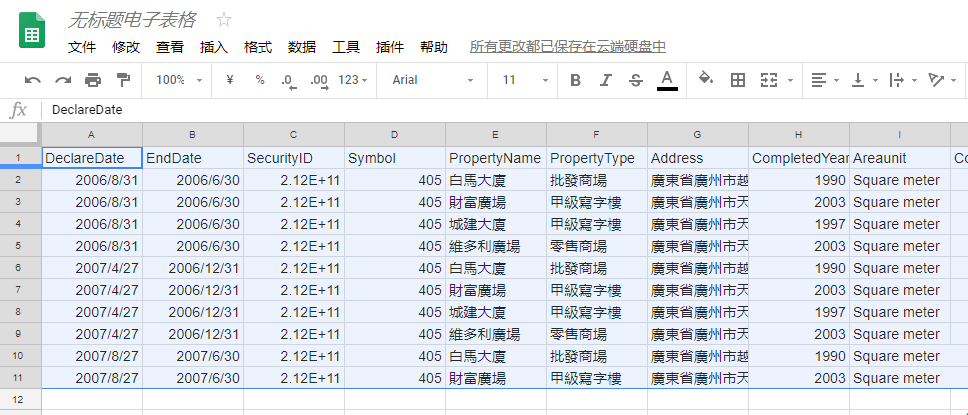 无标题电子表格
文件 修改 查看 插入 格式 数据 工具 插件 帮助 所有更改都已保存在云端硬盘中
100% ¥ % .0 .00 123 Arial 11 B I S A
fx DeclareDate
A B C D E F G H I
1 DeclareDate EndDate SecurityID Symbol PropertyName PropertyType Address CompletedYear Areaunit Co
2 2006/8/31 2006/6/30 2.12E+11 405 白馬大廈 批發商場 廣東省廣州市越 1990 Square meter
3 2006/8/31 2006/6/30 2.12E+11 405 財富廣場 甲級寫字樓 廣東省廣州市天 2003 Square meter
4 2006/8/31 2006/6/30 2.12E+11 405 城建大廈 甲級寫字樓 廣東省廣州市天 1997 Square meter
5 2006/8/31 2006/6/30 2.12E+11 405 維多利廣場 零售商場 廣東省廣州市天 2003 Square meter
6 2007/4/27 2006/12/31 2.12E+11 405 白馬大廈 批發商場 廣東省廣州市越 1990 Square meter
7 2007/4/27 2006/12/31 2.12E+11 405 財富廣場 甲級寫字樓 廣東省廣州市天 2003 Square meter
8 2007/4/27 2006/12/31 2.12E+11 405 城建大廈 甲級寫字樓 廣東省廣州市天 1997 Square meter
9 2007/4/27 2006/12/31 2.12E+11 405 維多利廣場 零售商場 廣東省廣州市天 2003 Square meter
10 2007/8/27 2007/6/30 2.12E+11 405 白馬大廈 批發商場 廣東省廣州市越 1990 Square meter
11 2007/8/27 2007/6/30 2.12E+11 405 財富廣場 甲級寫字樓 廣東省廣州市天 2003 Square meter
12